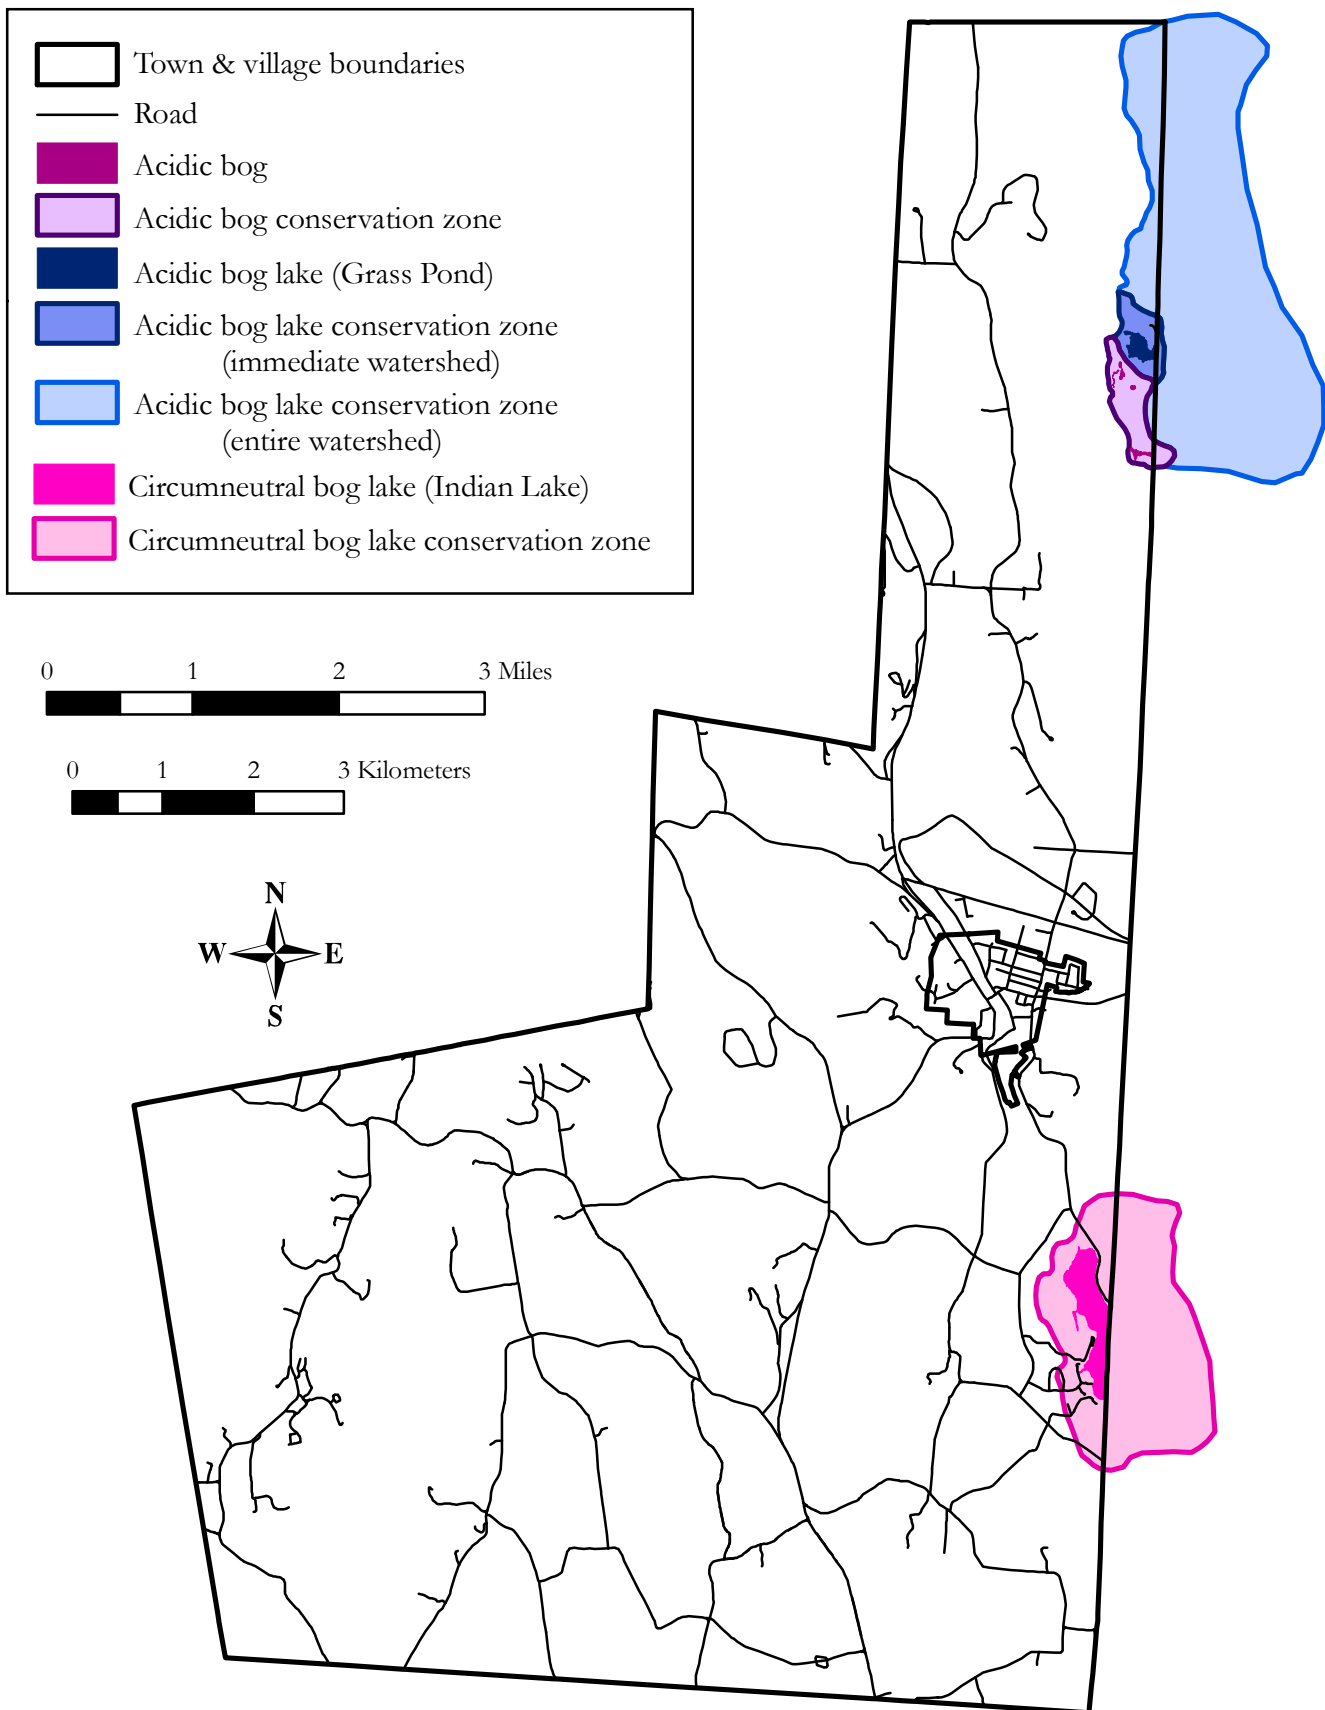 Town & village boundaries
Road
Acidic bog
Acidic bog conservation zone
Acidic bog lake (Grass Pond)
Acidic bog lake conservation zone
(immediate watershed)
Acidic bog lake conservation zone
(entire watershed)
Circumneutral bog lake (Indian Lake)
Circumneutral bog lake conservation zone
0 1 2 3 Miles
0 1 2 3 Kilometers
N
W E
S